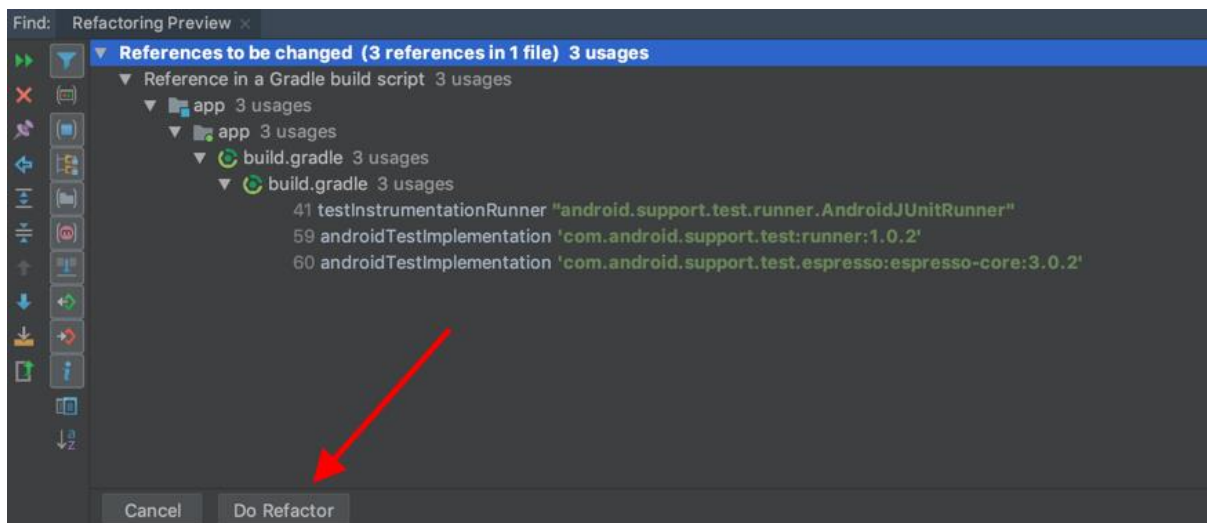 Find: Refactoring Preview ×
References to be changed (3 references in 1 file) 3 usages
Reference in a Gradle build script 3 usages
app 3 usages
app 3 usages
build.gradle 3 usages
build.gradle 3 usages
41 testInstrumentationRunner "android.support.test.runner.AndroidJUnitRunner"
59 androidTestImplementation 'com.android.support.test:runner:1.0.2'
60 androidTestImplementation 'com.android.support.test.espresso:espresso-core:3.0.2'
Cancel Do Refactor